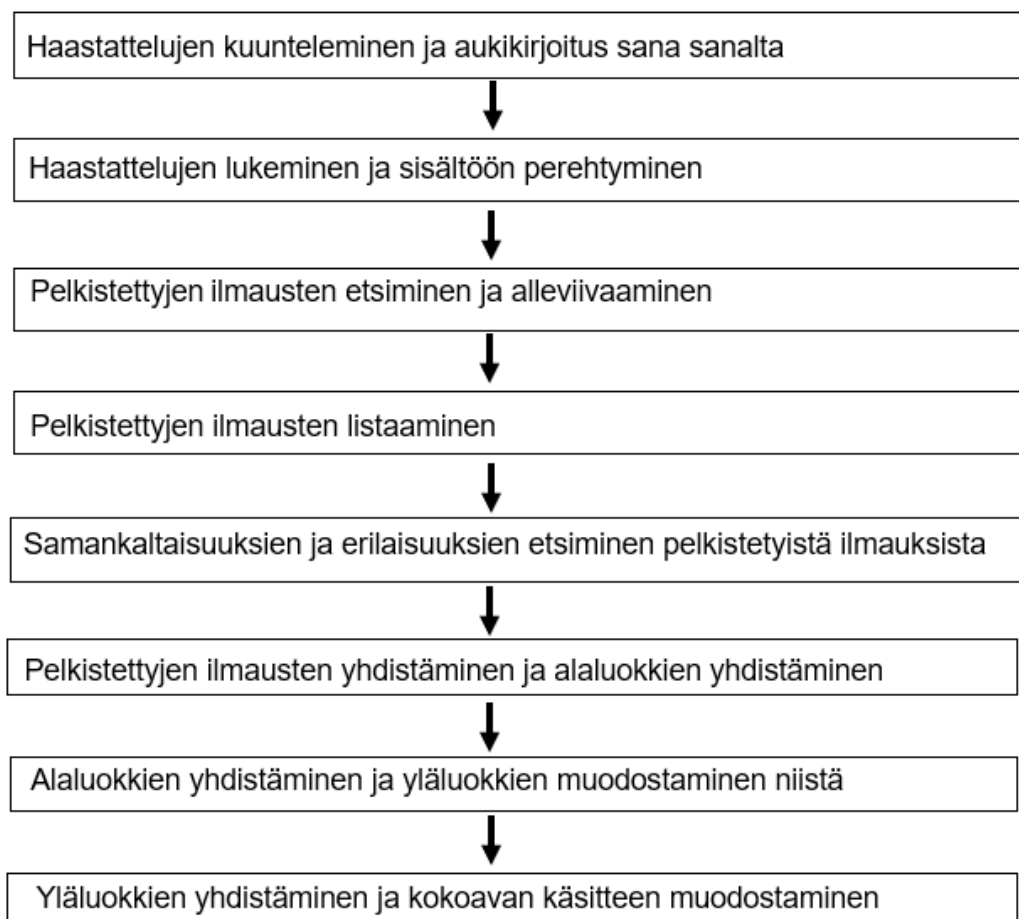 Haastattelujen kuunteleminen ja aukikirjoitus sana sanalta
Haastattelujen lukeminen ja sisältöön perehtyminen
Pelkistettyjen ilmausten etsiminen ja alleviivaaminen
Pelkistettyjen ilmausten listaaminen
Samankaltaisuuksien ja erilaisuuksien etsiminen pelkistetyistä ilmauksista
Pelkistettyjen ilmausten yhdistäminen ja alaluokkien yhdistäminen
Alaluokkien yhdistäminen ja yläluokkien muodostaminen niistä
Yläluokkien yhdistäminen ja kokoavan käsitteen muodostaminen